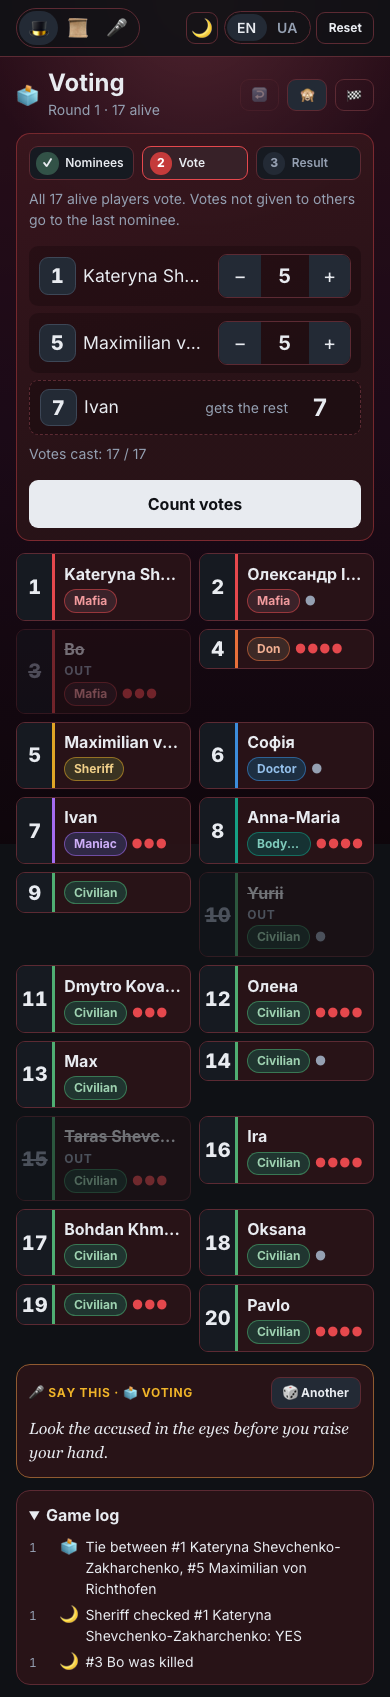 EN UA Reset
Voting
Round 1 · 17 alive
✓ Nominees 2 Vote 3 Result
All 17 alive players vote. Votes not given to others
go to the last nominee.
1 Kateryna Sh... − 5 +
5 Maximilian v... − 5 +
7 Ivan gets the rest 7
Votes cast: 17 / 17
Count votes
1 Kateryna Sh... Mafia
2 Олександр І... Mafia
3 Bo OUT Mafia
4 Don
5 Maximilian v... Sheriff
6 Софія Doctor
7 Ivan Maniac
8 Anna-Maria Body...
9 Civilian
10 Yurii OUT Civilian
11 Dmytro Kova... Civilian
12 Олена Civilian
13 Max Civilian
14 Civilian
15 Taras Shevc... OUT Civilian
16 Ira Civilian
17 Bohdan Khm... Civilian
18 Oksana Civilian
19 Civilian
20 Pavlo Civilian
SAY THIS · VOTING Another
Look the accused in the eyes before you raise
your hand.
▼ Game log
1 Tie between #1 Kateryna Shevchenko-
Zakharchenko, #5 Maximilian von
Richthofen
1 Sheriff checked #1 Kateryna
Shevchenko-Zakharchenko: YES
1 #3 Bo was killed